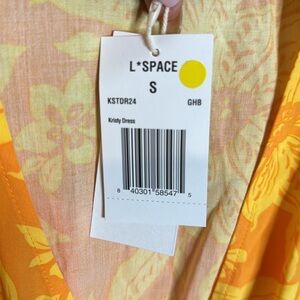 L*SPACE
S
KSTDR24 GHB
Kristy Dress
8 40301 58547 5